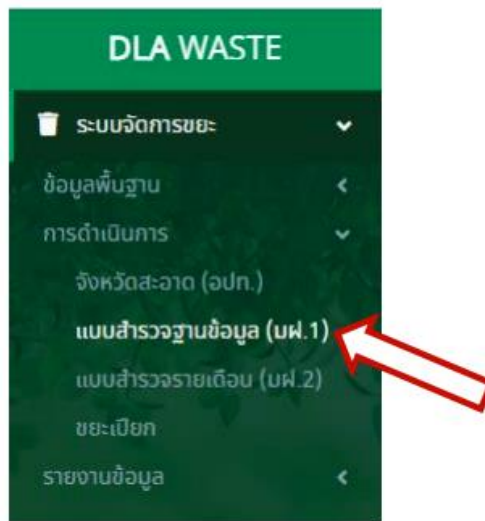 DLA WASTE
ระบบจัดการขยะ
ข้อมูลพื้นฐาน
การดำเนินการ
จังหวัดสะอาด (อปท.)
แบบสำรวจฐานข้อมูล (มฝ.1)
แบบสำรวจรายเดือน (มฝ.2)
ขยะเปียก
รายงานข้อมูล